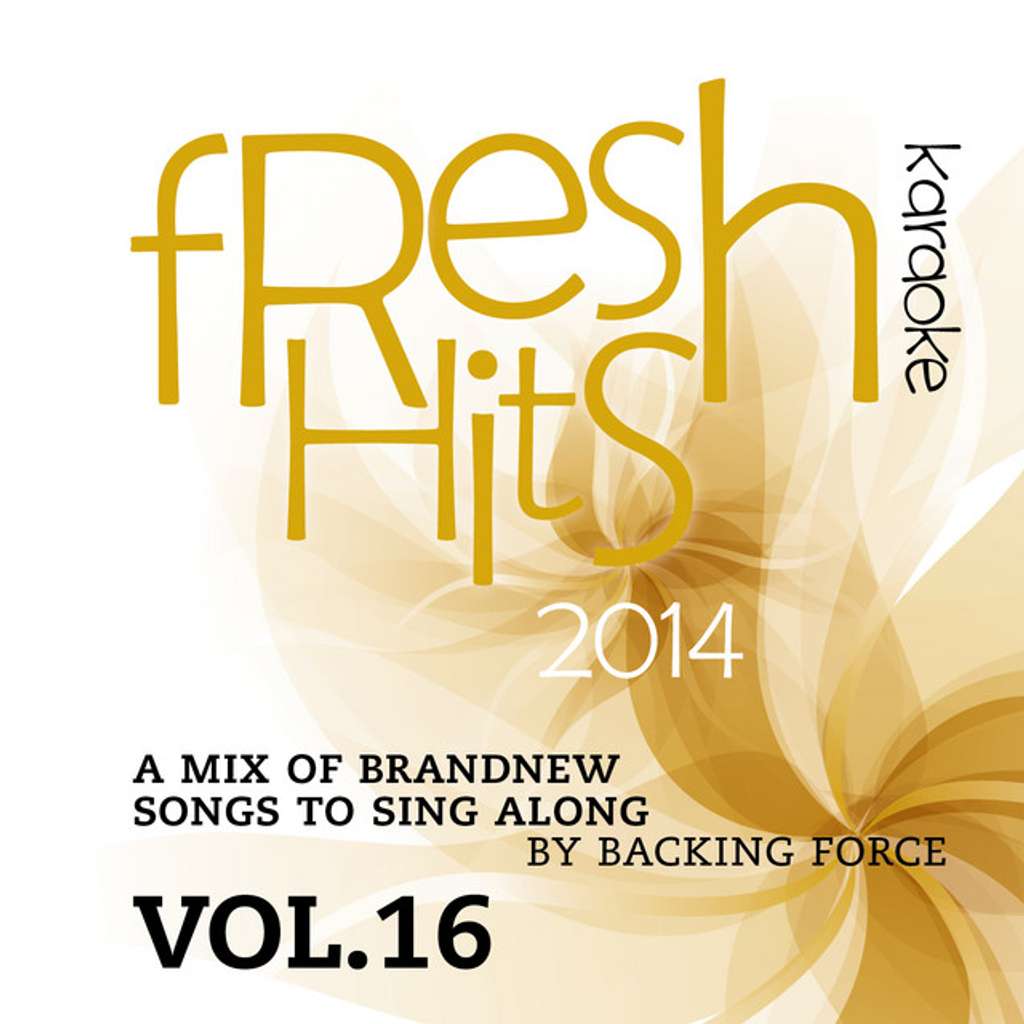 fResh
karaoke
Hits
2014
A MIX OF BRANDNEW
SONGS TO SING ALONG
BY BACKING FORCE
VOL.16